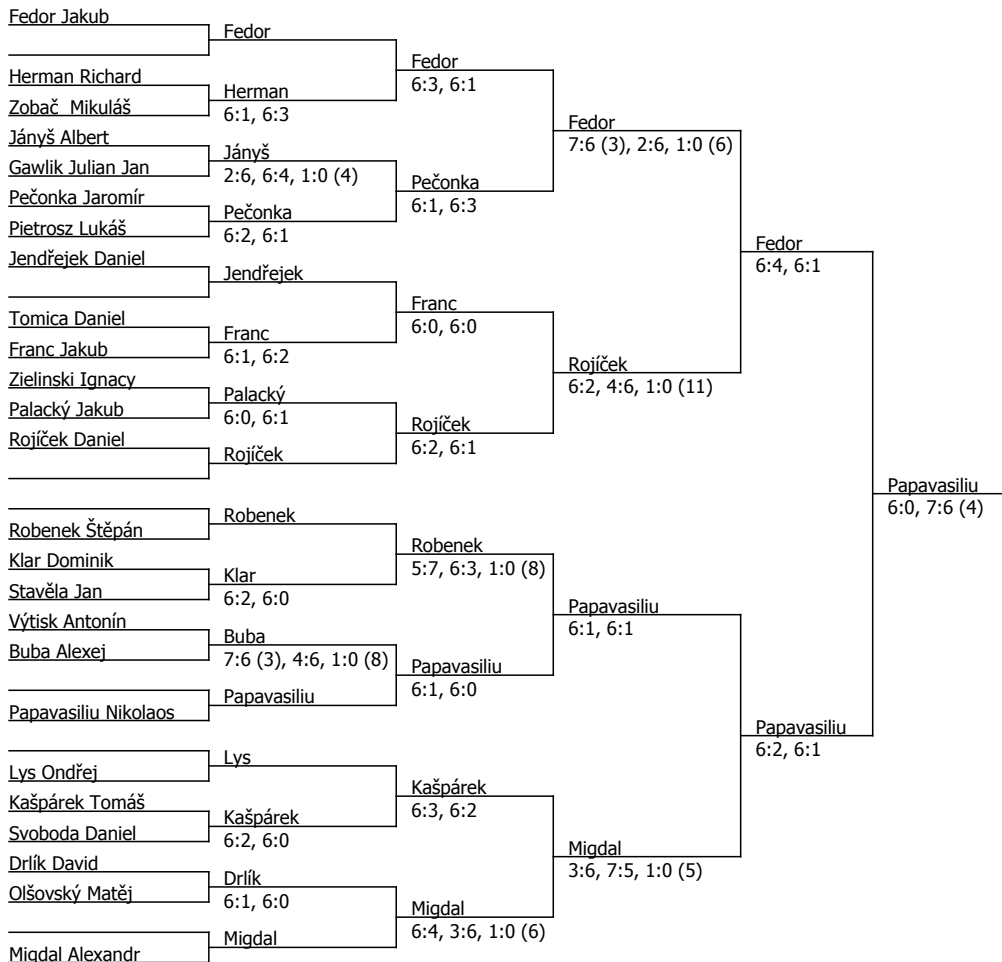 Fedor Jakub
Fedor
Fedor
6:3, 6:1
Herman Richard
Herman
6:1, 6:3
Zobač Mikuláš
Fedor
7:6 (3), 2:6, 1:0 (6)
Jányš Albert
Jányš
2:6, 6:4, 1:0 (4)
Gawlik Julian Jan
Pečonka
6:1, 6:3
Pečonka Jaromír
Pečonka
6:2, 6:1
Pietrosz Lukáš
Fedor
6:4, 6:1
Jendřejek Daniel
Jendřejek
Franc
6:0, 6:0
Tomica Daniel
Franc
6:1, 6:2
Franc Jakub
Rojíček
6:2, 4:6, 1:0 (11)
Zielinski Ignacy
Palacký
6:0, 6:1
Palacký Jakub
Rojíček
6:2, 6:1
Rojíček Daniel
Rojíček
Papavasiliu
6:0, 7:6 (4)
Robenek
Robenek Štěpán
Robenek
5:7, 6:3, 1:0 (8)
Klar Dominik
Klar
6:2, 6:0
Stavěla Jan
Papavasiliu
6:1, 6:1
Výtisk Antonín
Buba
7:6 (3), 4:6, 1:0 (8)
Buba Alexej
Papavasiliu
6:1, 6:0
Papavasiliu
Papavasiliu Nikolaos
Papavasiliu
6:2, 6:1
Lys
Lys Ondřej
Kašpárek
6:3, 6:2
Kašpárek Tomáš
Kašpárek
6:2, 6:0
Svoboda Daniel
Migdal
3:6, 7:5, 1:0 (5)
Drlík David
Drlík
6:1, 6:0
Olšovský Matěj
Migdal
6:4, 3:6, 1:0 (6)
Migdal
Migdal Alexandr